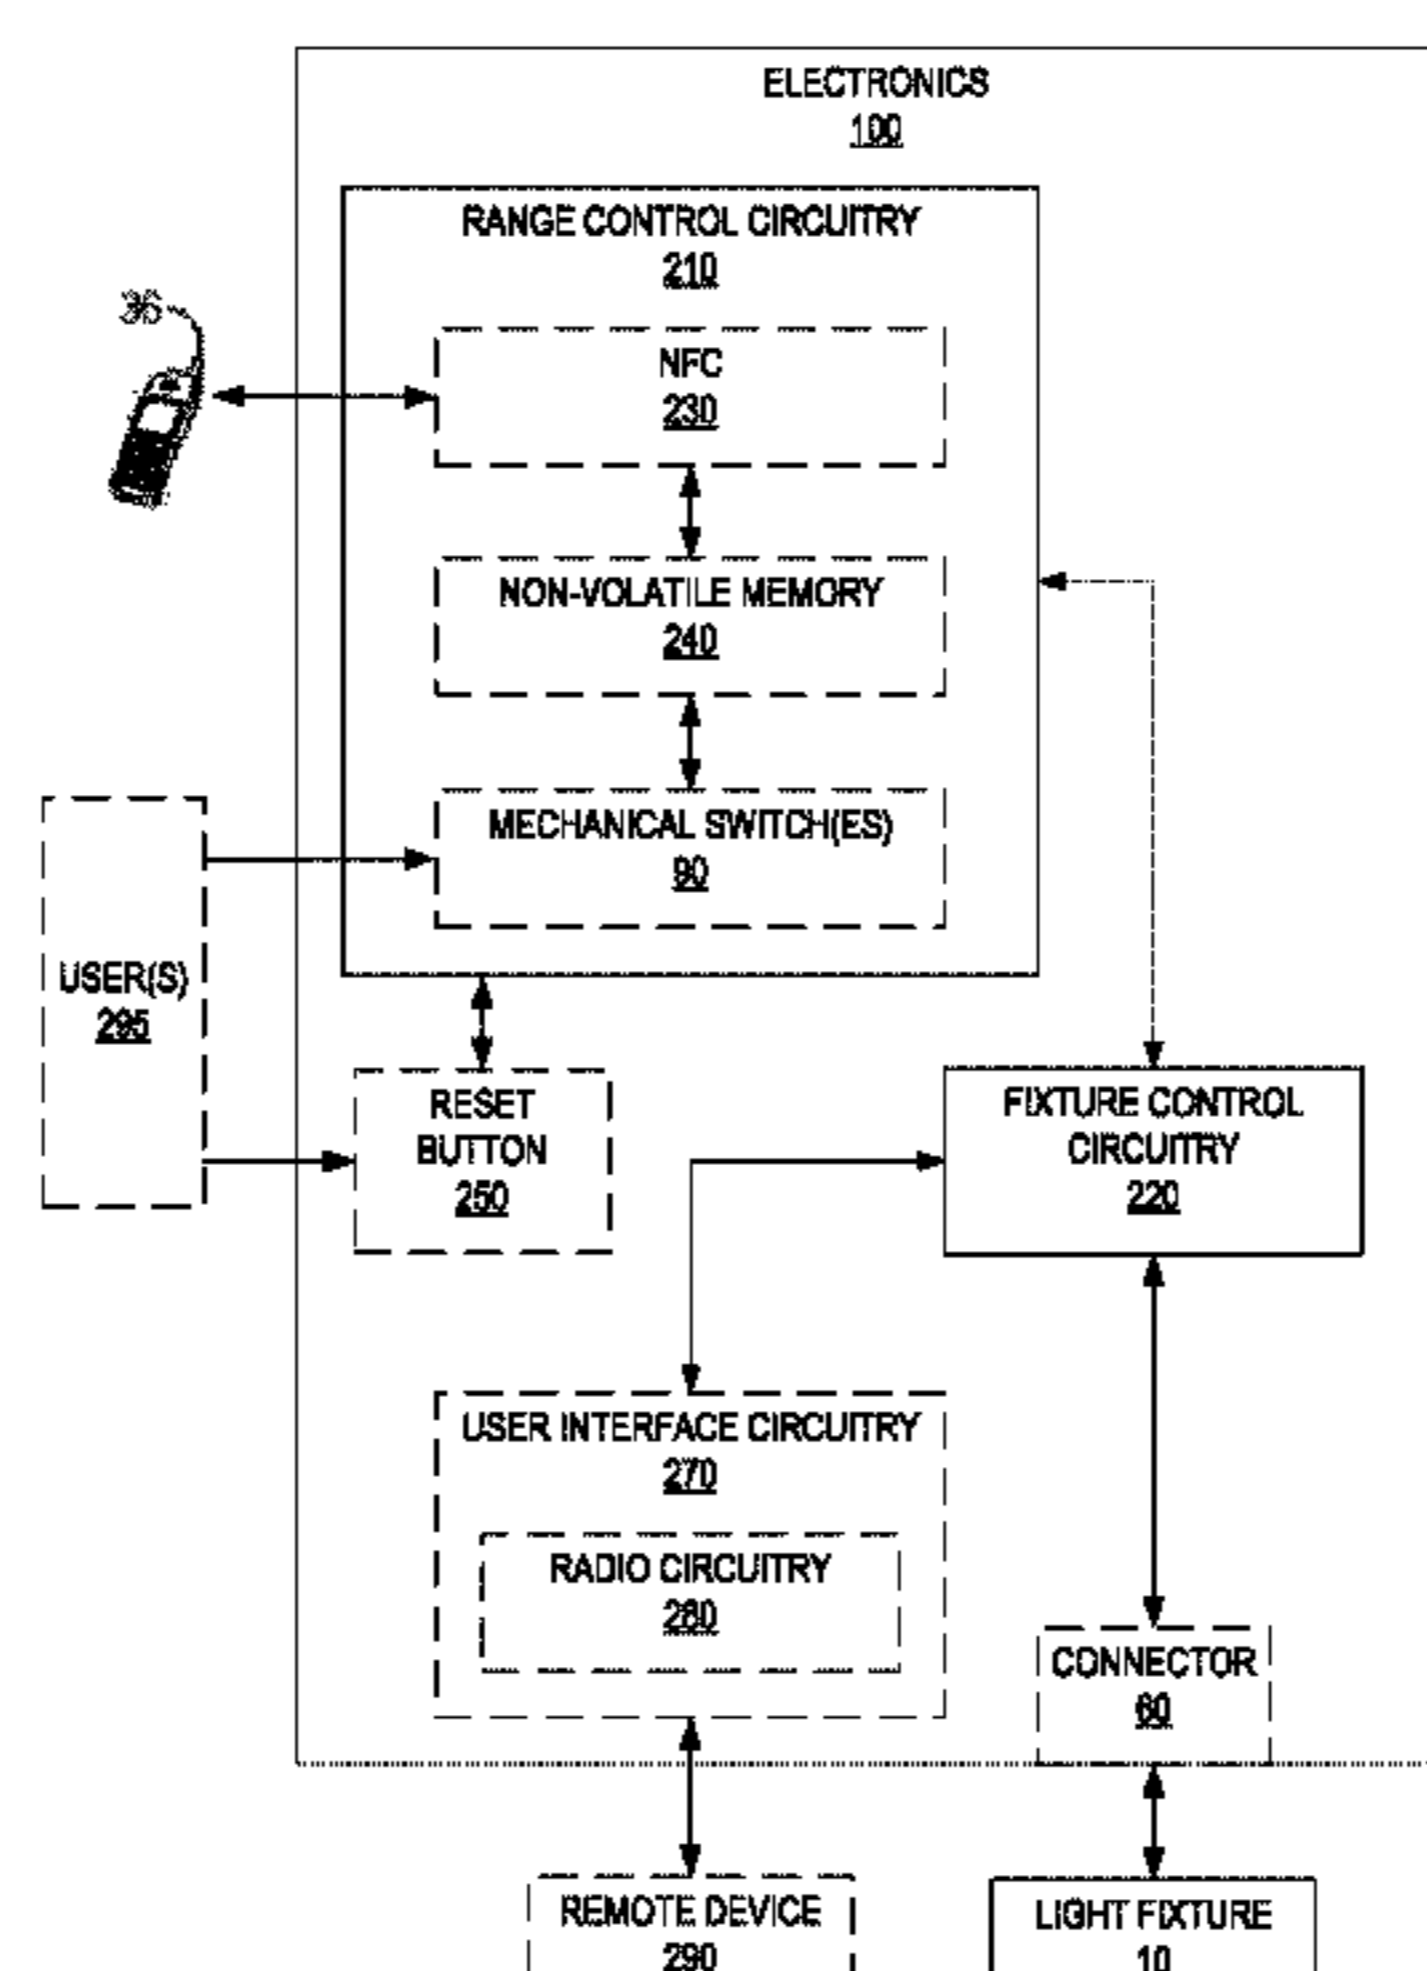 ELECTRONICS
100
RANGE CONTROL CIRCUITRY
210
36
NFC
230
NON-VOLATILE MEMORY
240
MECHANICAL SWITCH(ES)
90
USER(S)
295
RESET
BUTTON
250
FIXTURE CONTROL
CIRCUITRY
220
USER INTERFACE CIRCUITRY
270
RADIO CIRCUITRY
280
CONNECTOR
60
REMOTE DEVICE
290
LIGHT FIXTURE
10